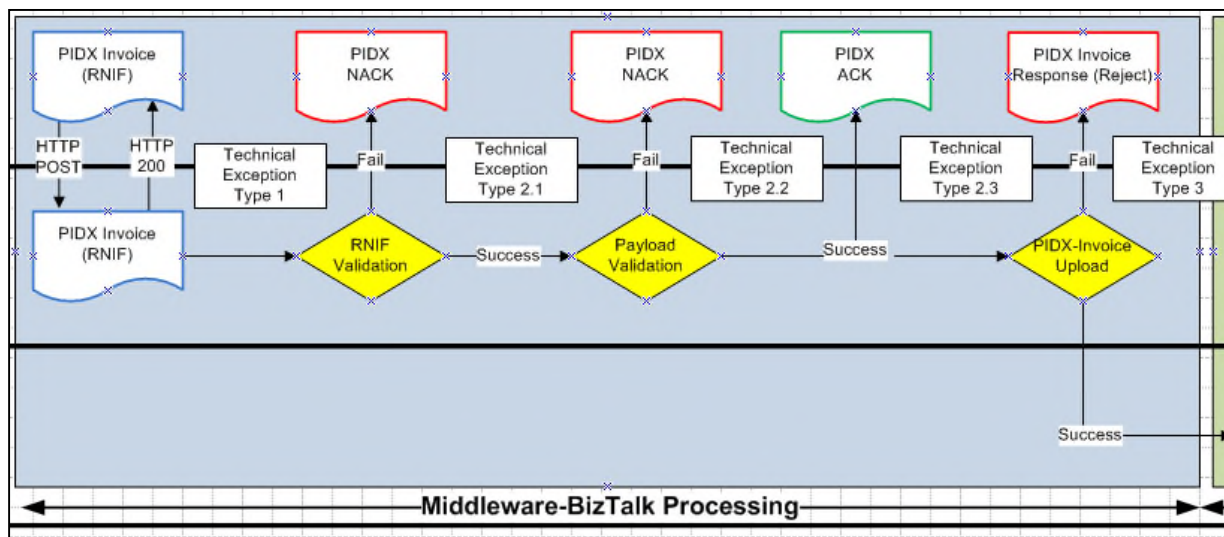 PIDX Invoice
(RNIF)
PIDX
NACK
PIDX
NACK
PIDX
ACK
PIDX Invoice
Response (Reject)
HTTP
POST
HTTP
200
Technical
Exception
Type 1
Fail
Technical
Exception
Type 2.1
Fail
Technical
Exception
Type 2.2
Technical
Exception
Type 2.3
Fail
Technical
Exception
Type 3
PIDX Invoice
(RNIF)
RNIF
Validation
Success
Payload
Validation
Success
PIDX-Invoice
Upload
Success
Middleware-BizTalk Processing